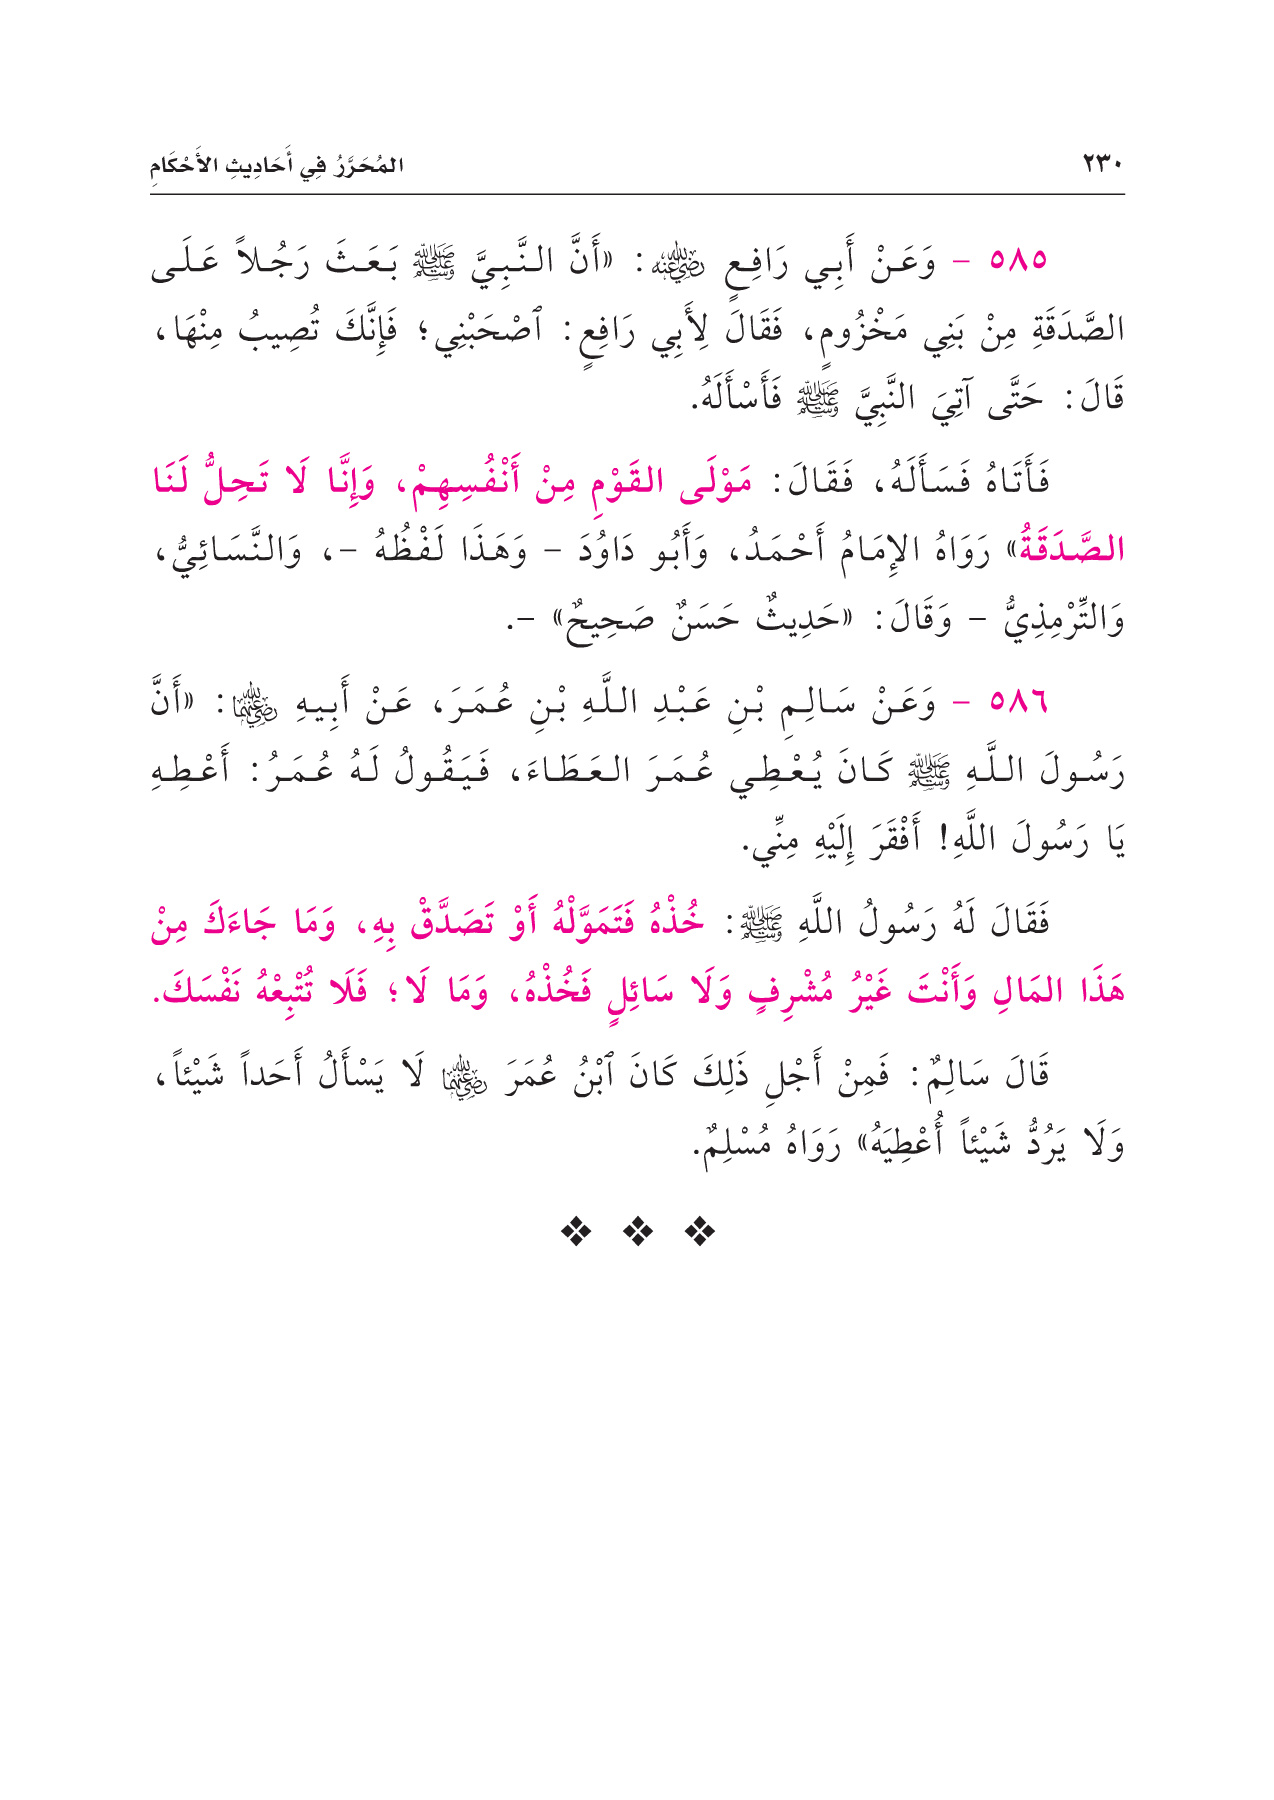 ٢٣٠ المُحَرَّرُ فِي أَحَادِيثِ الأَحْكَامِ
٥٨٥ - وَعَنْ أَبِي رَافِعٍ رضي الله عنه: «أَنَّ النَّبِيَّ ﷺ بَعَثَ رَجُلاً عَلَى
الصَّدَقَةِ مِنْ بَنِي مَخْزُومٍ، فَقَالَ لِأَبِي رَافِعٍ: ٱصْحَبْنِي؛ فَإِنَّكَ تُصِيبُ مِنْهَا،
قَالَ: حَتَّى آتِيَ النَّبِيَّ ﷺ فَأَسْأَلَهُ.
فَأَتَاهُ فَسَأَلَهُ، فَقَالَ: مَوْلَى القَوْمِ مِنْ أَنْفُسِهِمْ، وَإِنَّا لَا تَحِلُّ لَنَا
الصَّدَقَةُ» رَوَاهُ الإِمَامُ أَحْمَدُ، وَأَبُو دَاوُدَ - وَهَذَا لَفْظُهُ -، وَالنَّسَائِيُّ،
وَالتِّرْمِذِيُّ - وَقَالَ: «حَدِيثٌ حَسَنٌ صَحِيحٌ» -.
٥٨٦ - وَعَنْ سَالِمِ بْنِ عَبْدِ اللَّهِ بْنِ عُمَرَ، عَنْ أَبِيهِ رضي الله عنهما: «أَنَّ
رَسُولَ اللَّهِ ﷺ كَانَ يُعْطِي عُمَرَ العَطَاءَ، فَيَقُولُ لَهُ عُمَرُ: أَعْطِهِ
يَا رَسُولَ اللَّهِ! أَفْقَرَ إِلَيْهِ مِنِّي.
فَقَالَ لَهُ رَسُولُ اللَّهِ ﷺ: خُذْهُ فَتَمَوَّلْهُ أَوْ تَصَدَّقْ بِهِ، وَمَا جَاءَكَ مِنْ
هَذَا المَالِ وَأَنْتَ غَيْرُ مُشْرِفٍ وَلَا سَائِلٍ فَخُذْهُ، وَمَا لَا؛ فَلَا تُتْبِعْهُ نَفْسَكَ.
قَالَ سَالِمٌ: فَمِنْ أَجْلِ ذَلِكَ كَانَ ٱبْنُ عُمَرَ رضي الله عنهما لَا يَسْأَلُ أَحَداً شَيْئاً،
وَلَا يَرُدُّ شَيْئاً أُعْطِيَهُ» رَوَاهُ مُسْلِمٌ.